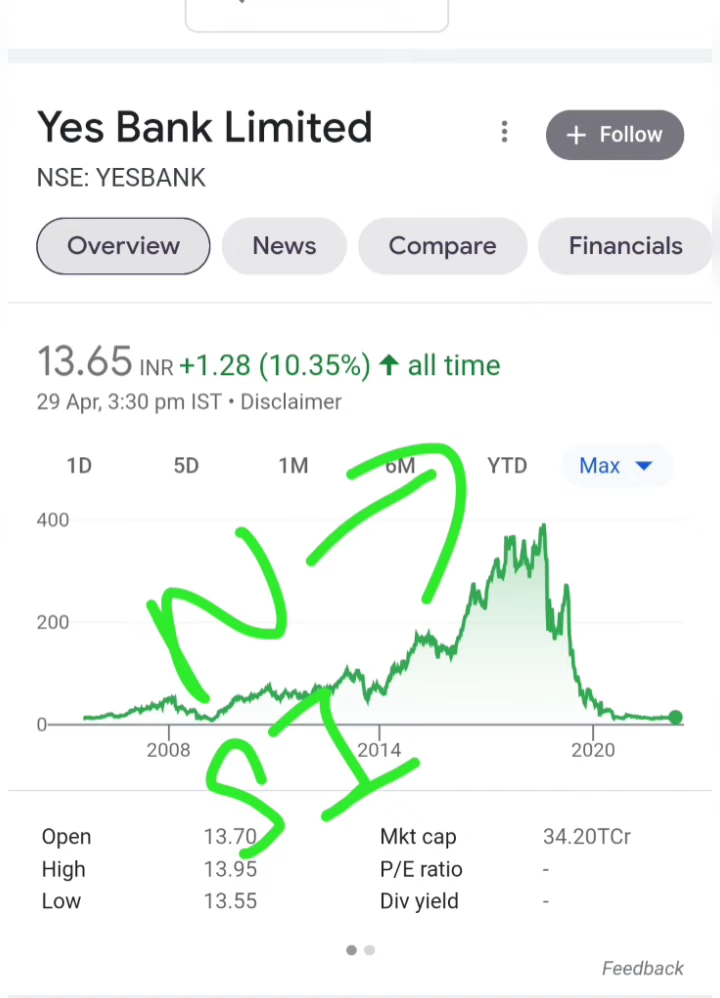 Yes Bank Limited
+ Follow
NSE: YESBANK
Overview News Compare Financials
13.65 INR +1.28 (10.35%) ↑ all time
29 Apr, 3:30 pm IST • Disclaimer
1D 5D 1M 6M YTD Max
400
200
0
2008 2014 2020
Open 13.70 Mkt cap 34.20TCr
High 13.95 P/E ratio -
Low 13.55 Div yield -
Feedback